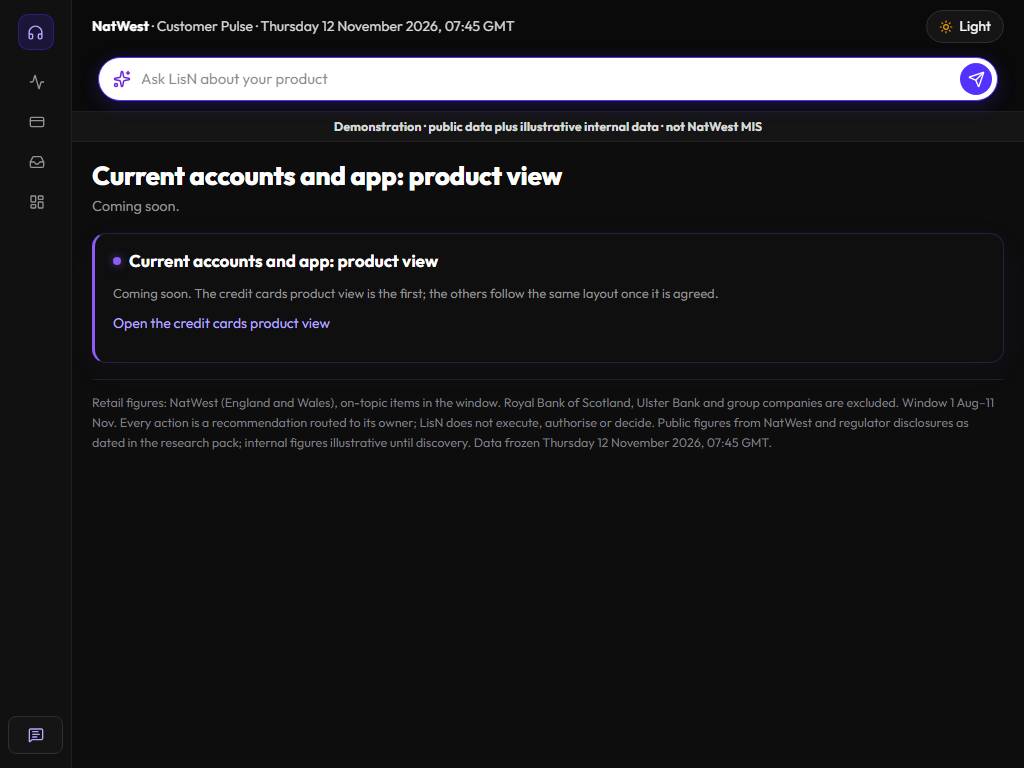 NatWest · Customer Pulse · Thursday 12 November 2026, 07:45 GMT
Light
Ask LisN about your product
Demonstration · public data plus illustrative internal data · not NatWest MIS
Current accounts and app: product view
Coming soon.
Current accounts and app: product view
Coming soon. The credit cards product view is the first; the others follow the same layout once it is agreed.
Open the credit cards product view
Retail figures: NatWest (England and Wales), on-topic items in the window. Royal Bank of Scotland, Ulster Bank and group companies are excluded. Window 1 Aug–11
Nov. Every action is a recommendation routed to its owner; LisN does not execute, authorise or decide. Public figures from NatWest and regulator disclosures as
dated in the research pack; internal figures illustrative until discovery. Data frozen Thursday 12 November 2026, 07:45 GMT.